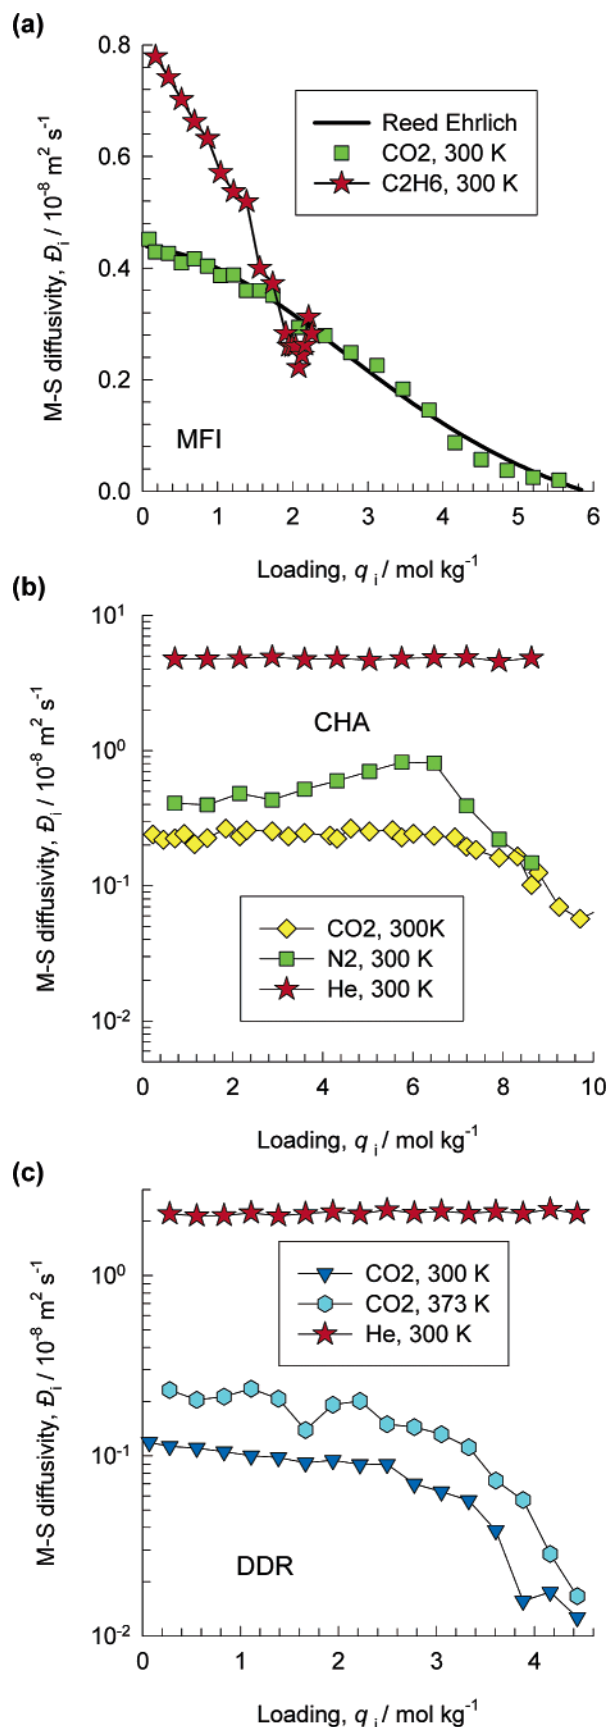 (a)
0.8
0.6
0.4
0.2
0.0
M-S diffusivity, Đi / 10-8 m2 s-1
Reed Ehrlich
CO2, 300 K
C2H6, 300 K
MFI
0 1 2 3 4 5 6
Loading, q i / mol kg-1
(b)
10¹
10⁰
10⁻¹
10⁻²
M-S diffusivity, Đi / 10-8 m2 s-1
CHA
CO2, 300K
N2, 300 K
He, 300 K
0 2 4 6 8 10
Loading, q i / mol kg-1
(c)
10⁰
10⁻¹
10⁻²
M-S diffusivity, Đi / 10-8 m2 s-1
CO2, 300 K
CO2, 373 K
He, 300 K
DDR
0 1 2 3 4
Loading, q i / mol kg-1